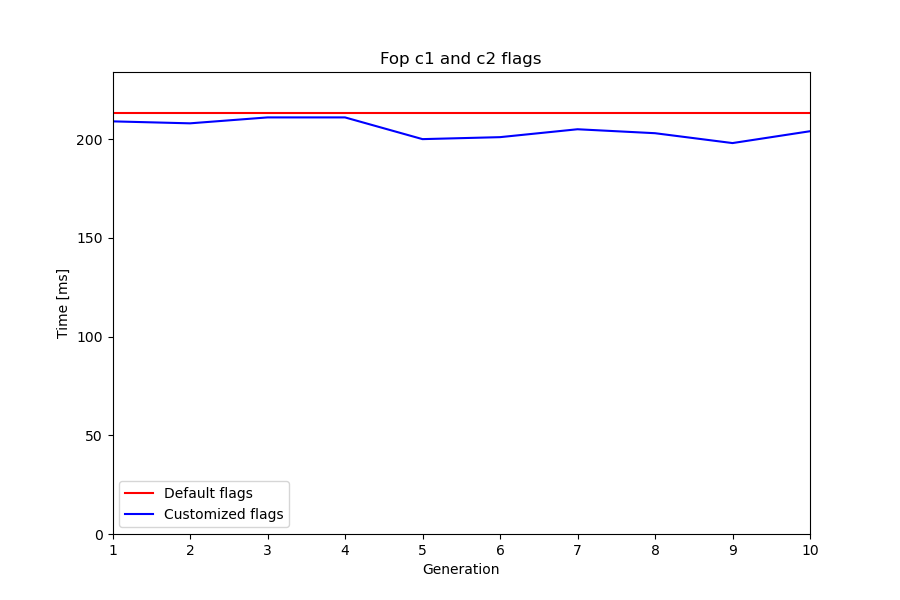 Fop c1 and c2 flags
200
150
100
50
0
Time [ms]
Default flags
Customized flags
1 2 3 4 5 6 7 8 9 10
Generation